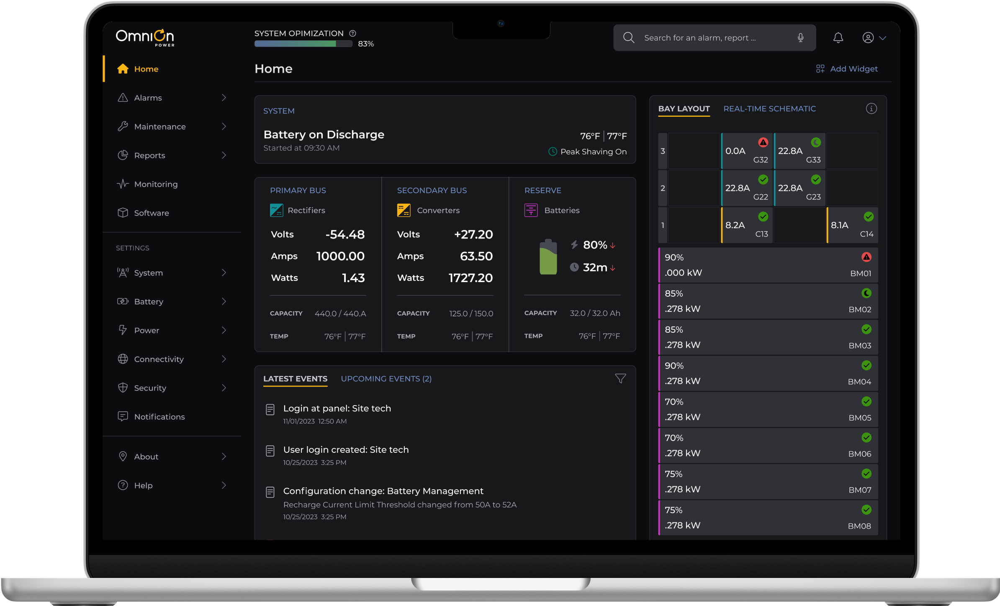 OmniOn
POWER
SYSTEM OPIMIZATION
83%
Search for an alarm, report ...
Home
Alarms
Maintenance
Reports
Monitoring
Software
SETTINGS
System
Battery
Power
Connectivity
Security
Notifications
About
Help
Home
Add Widget
SYSTEM
Battery on Discharge
Started at 09:30 AM
76°F | 77°F
Peak Shaving On
PRIMARY BUS
Rectifiers
Volts -54.48
Amps 1000.00
Watts 1.43
CAPACITY 440.0 / 440.A
TEMP 76°F | 77°F
SECONDARY BUS
Converters
Volts +27.20
Amps 63.50
Watts 1727.20
CAPACITY 125.0 / 150.0
TEMP 76°F | 77°F
RESERVE
Batteries
80%
32m
CAPACITY 32.0 / 32.0 Ah
TEMP 76°F | 77°F
LATEST EVENTS UPCOMING EVENTS (2)
Login at panel: Site tech
11/01/2023 12:50 AM
User login created: Site tech
10/25/2023 3:25 PM
Configuration change: Battery Management
Recharge Current Limit Threshold changed from 50A to 52A
10/25/2023 3:25 PM
BAY LAYOUT REAL-TIME SCHEMATIC
3 0.0A G32 22.8A G33
2 22.8A G22 22.8A G23
1 8.2A C13 8.1A C14
90%
.000 kW BM01
85%
.278 kW BM02
85%
.278 kW BM03
90%
.278 kW BM04
70%
.278 kW BM05
70%
.278 kW BM06
75%
.278 kW BM07
75%
.278 kW BM08